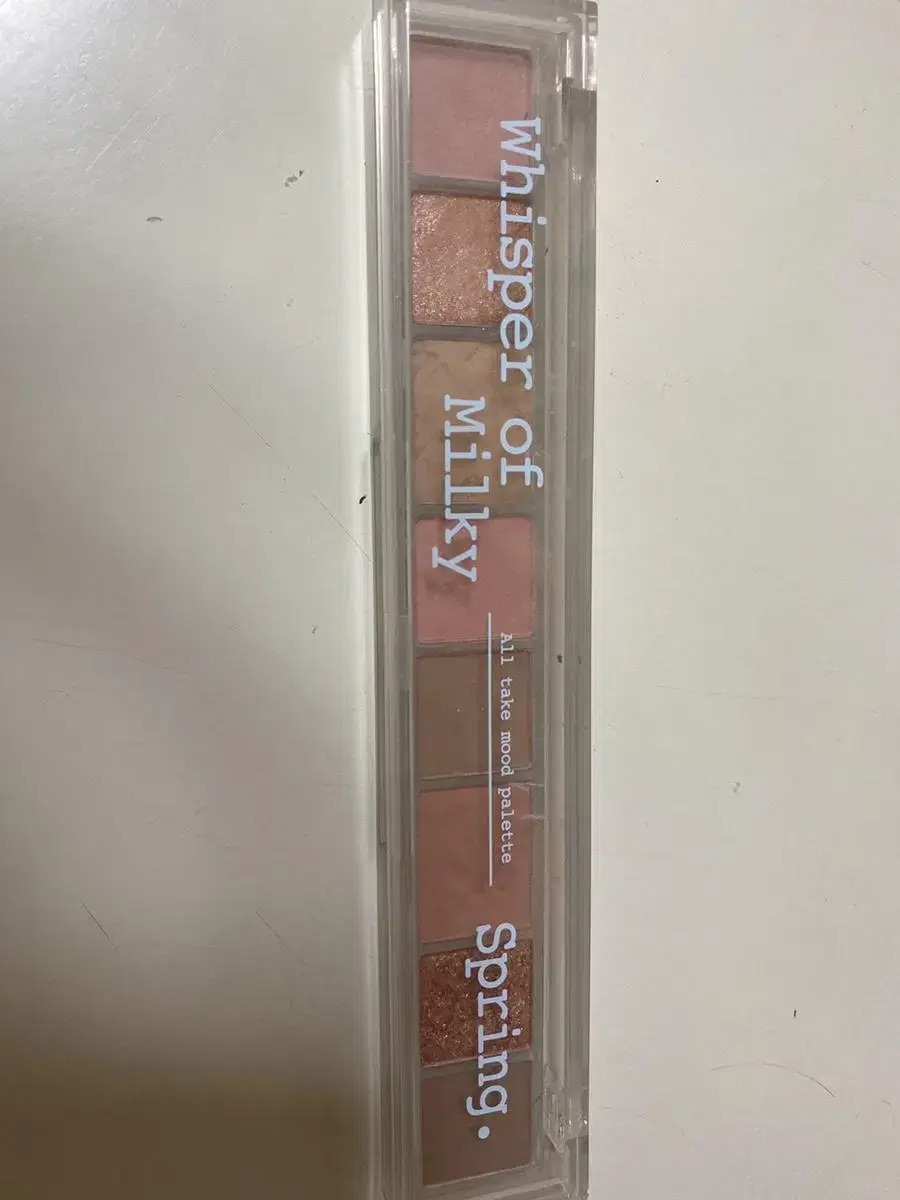 Whisper of
Milky
All take mood palette
Spring.